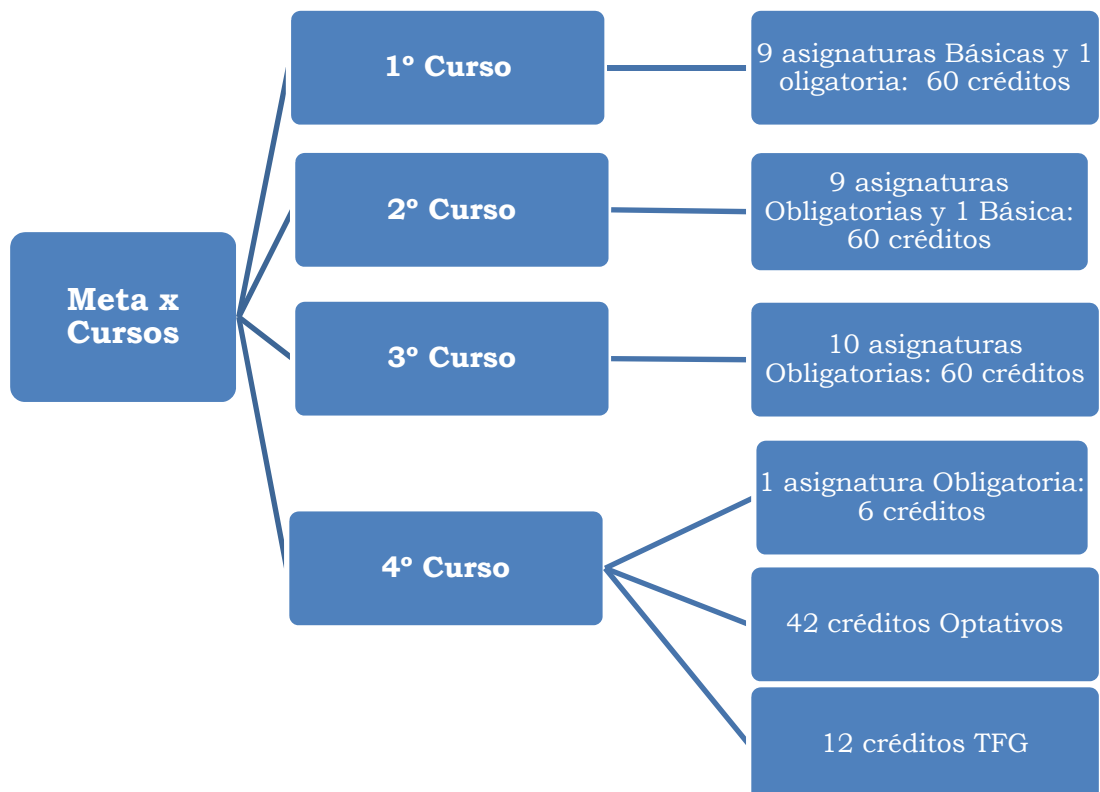 Meta x
Cursos
1º Curso
9 asignaturas Básicas y 1
oligatoria: 60 créditos
2º Curso
9 asignaturas
Obligatorias y 1 Básica:
60 créditos
3º Curso
10 asignaturas
Obligatorias: 60 créditos
4º Curso
1 asignatura Obligatoria:
6 créditos
42 créditos Optativos
12 créditos TFG